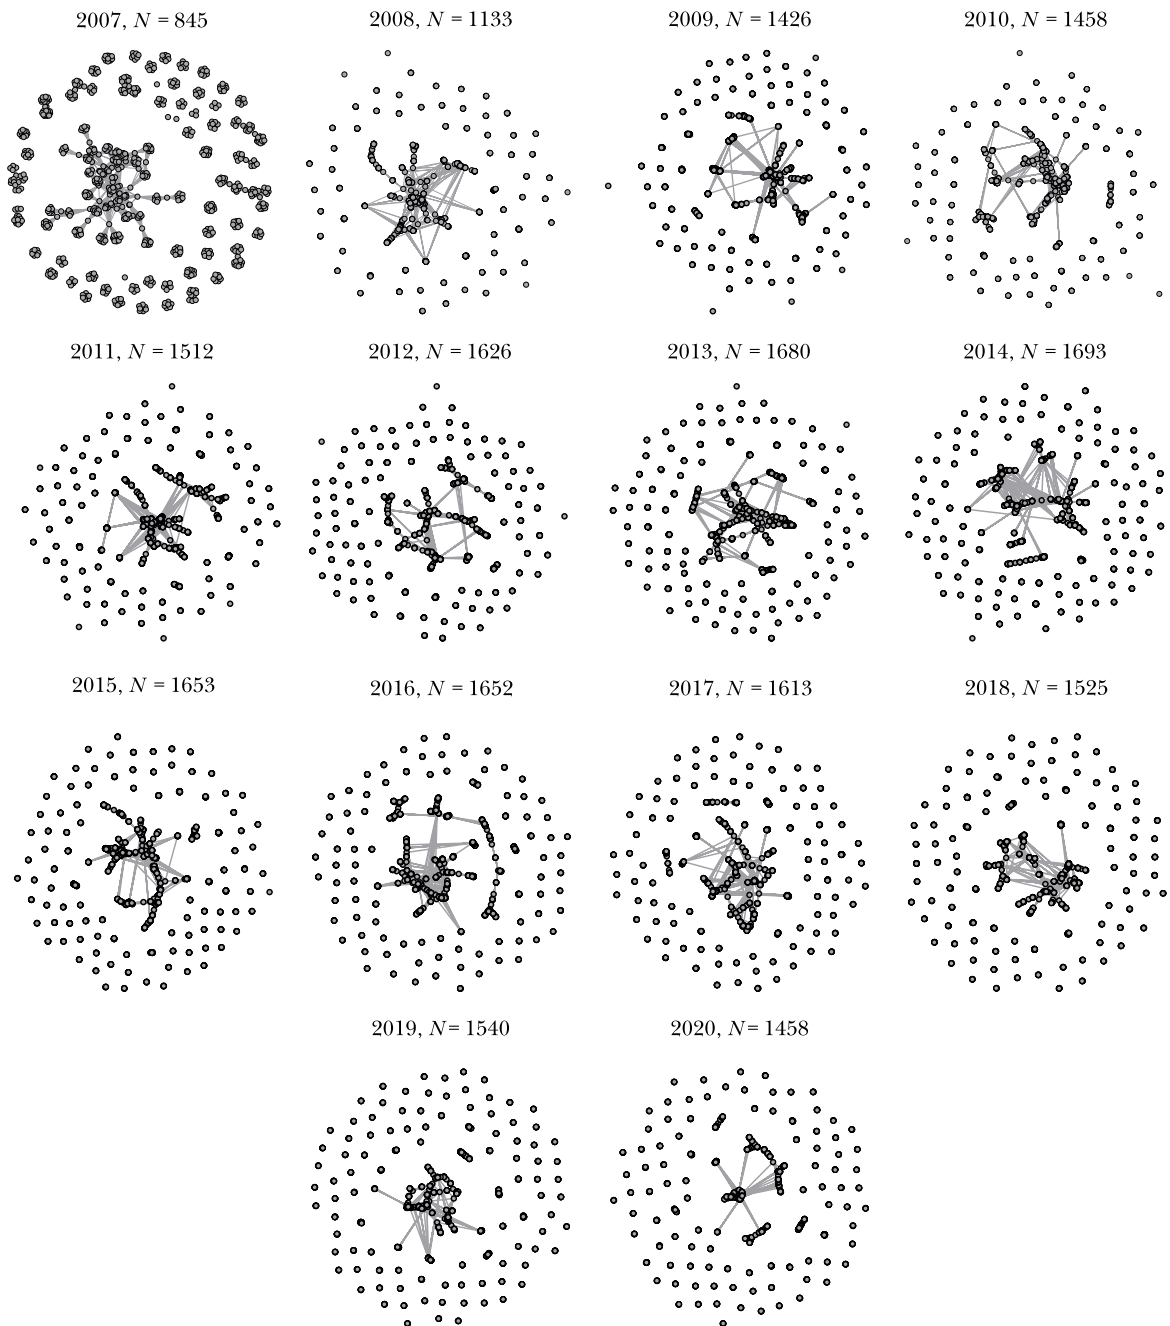 2007, N = 845
2008, N = 1133
2009, N = 1426
2010, N = 1458
2011, N = 1512
2012, N = 1626
2013, N = 1680
2014, N = 1693
2015, N = 1653
2016, N = 1652
2017, N = 1613
2018, N = 1525
2019, N = 1540
2020, N = 1458